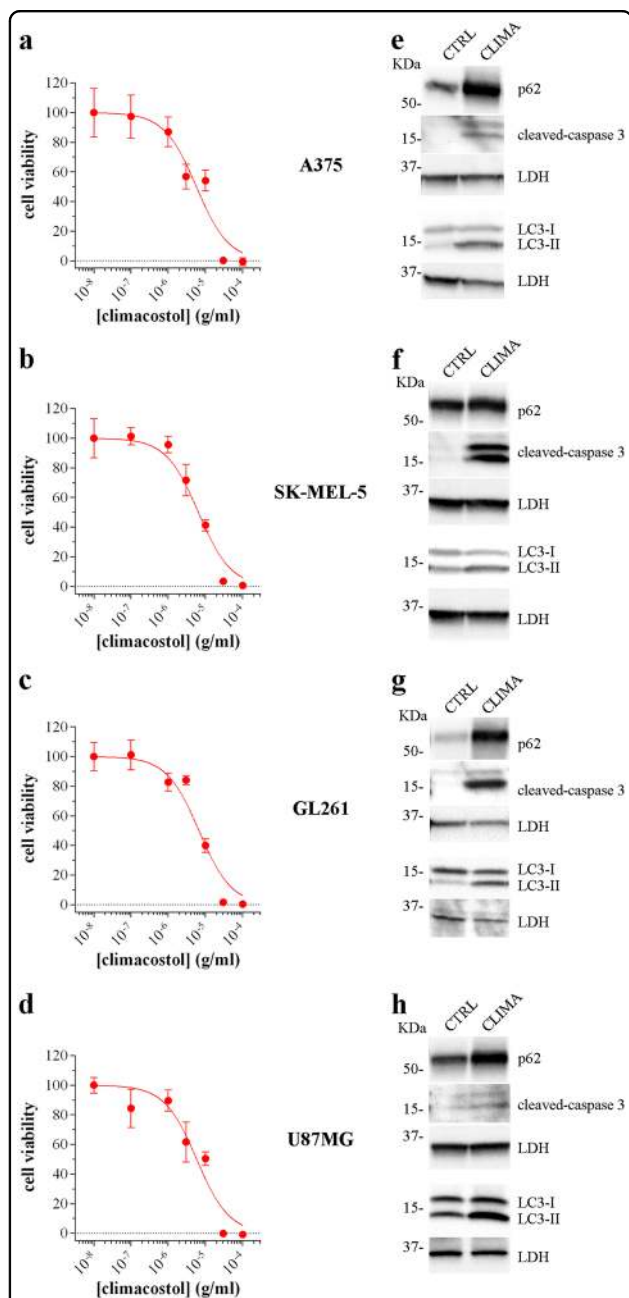 a
120
100
80
60
40
20
0
cell viability
10-8
10-7
10-6
10-5
10-4
[climacostol] (g/ml)
A375
e
CTRL
CLIMA
KDa
50-
p62
15-
cleaved-caspase 3
37-
LDH
LC3-I
15-
LC3-II
37-
LDH
b
120
100
80
60
40
20
0
cell viability
10-8
10-7
10-6
10-5
10-4
[climacostol] (g/ml)
SK-MEL-5
f
CTRL
CLIMA
KDa
50-
p62
15-
cleaved-caspase 3
37-
LDH
LC3-I
15-
LC3-II
37-
LDH
c
120
100
80
60
40
20
0
cell viability
10-8
10-7
10-6
10-5
10-4
[climacostol] (g/ml)
GL261
g
CTRL
CLIMA
KDa
50-
p62
15-
cleaved-caspase 3
37-
LDH
15-
LC3-I
LC3-II
37-
LDH
d
120
100
80
60
40
20
0
cell viability
10-8
10-7
10-6
10-5
10-4
[climacostol] (g/ml)
U87MG
h
CTRL
CLIMA
KDa
50-
p62
15-
cleaved-caspase 3
37-
LDH
LC3-I
15-
LC3-II
37-
LDH